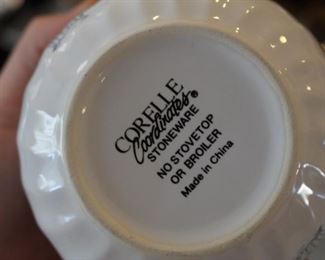 CORELLE
Coordinates®
STONEWARE
NO STOVETOP
OR BROILER
Made in China